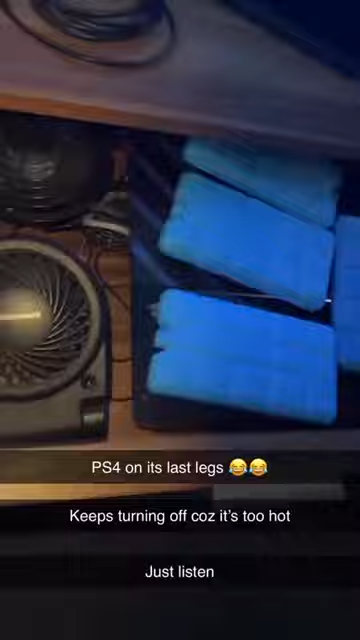 PS4 on its last legs 😂😂
Keeps turning off coz it's too hot
Just listen